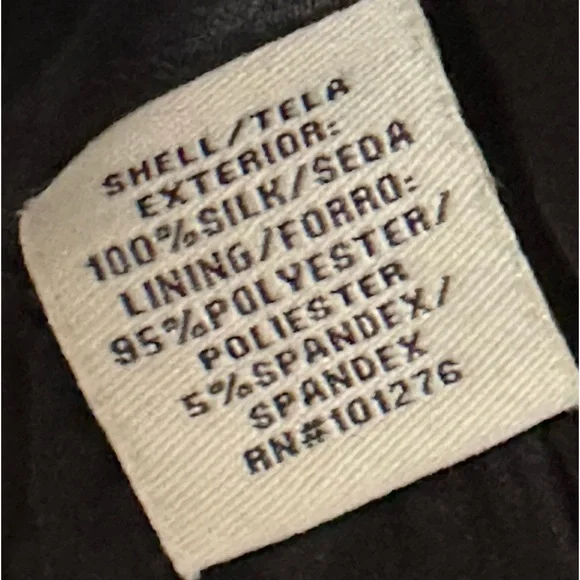 SHELL/TELA
EXTERIOR:
100%SILK/SEDA
LINING/FORRO:
95%POLYESTER/
POLIESTER
5%SPANDEX/
SPANDEX
RN#101276